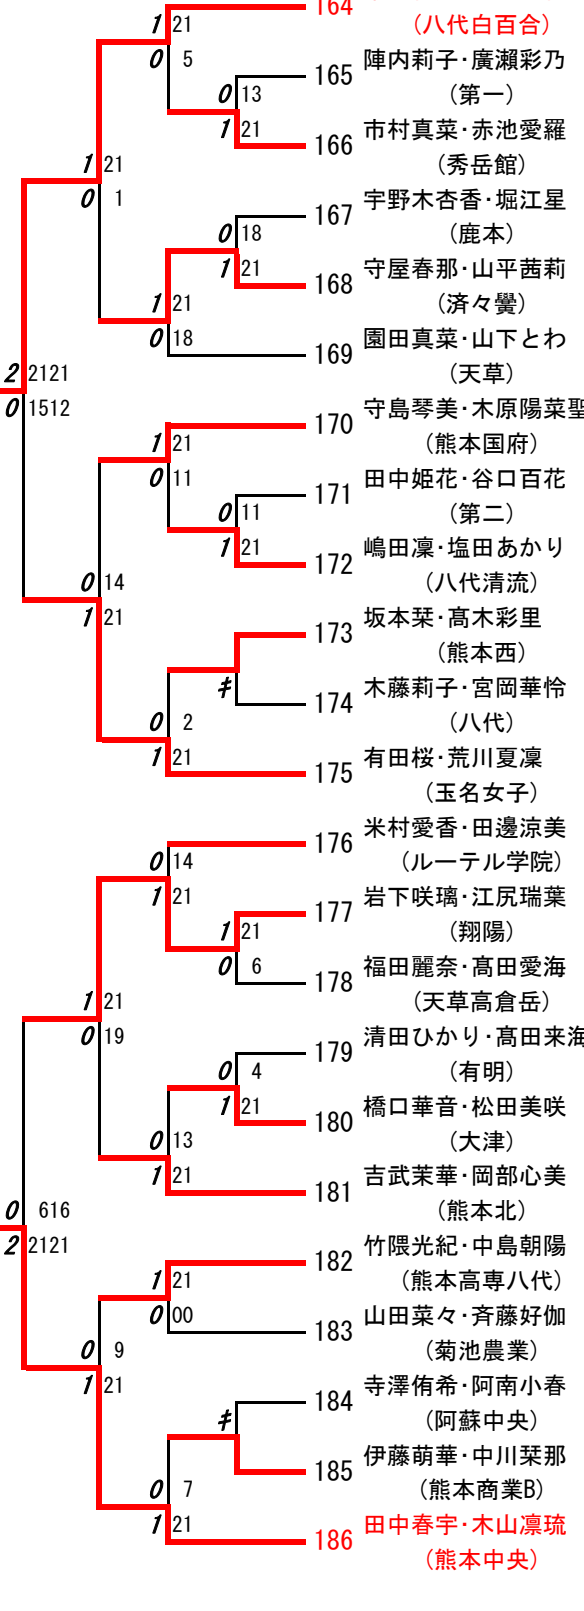 164
(八代白百合)
1 21
0 5
165 陣内莉子・廣瀨彩乃
(第一)
0 13
1 21
166 市村真菜・赤池愛羅
(秀岳館)
1 21
0 1
167 宇野木杏香・堀江星
(鹿本)
0 18
1 21
168 守屋春那・山平茜莉
(済々黌)
1 21
0 18
169 園田真菜・山下とわ
(天草)
2 2121
0 1512
170 守島琴美・木原陽菜聖
(熊本国府)
1 21
0 11
171 田中姫花・谷口百花
(第二)
0 11
1 21
172 嶋田凜・塩田あかり
(八代清流)
0 14
1 21
173 坂本栞・髙木彩里
(熊本西)
キ
174 木藤莉子・宮岡華怜
(八代)
0 2
1 21
175 有田桜・荒川夏凜
(玉名女子)
176 米村愛香・田邊涼美
(ルーテル学院)
0 14
1 21
177 岩下咲璃・江尻瑞葉
(翔陽)
1 21
0 6
178 福田麗奈・髙田愛海
(天草高倉岳)
1 21
0 19
179 清田ひかり・髙田来海
(有明)
0 4
1 21
180 橋口華音・松田美咲
(大津)
0 13
1 21
181 吉武茉華・岡部心美
(熊本北)
0 616
2 2121
182 竹隈光紀・中島朝陽
(熊本高専八代)
1 21
0 00
183 山田菜々・斉藤好伽
(菊池農業)
0 9
1 21
184 寺澤侑希・阿南小春
(阿蘇中央)
キ
185 伊藤萌華・中川栞那
(熊本商業B)
0 7
1 21
186 田中春宇・木山凛琉
(熊本中央)